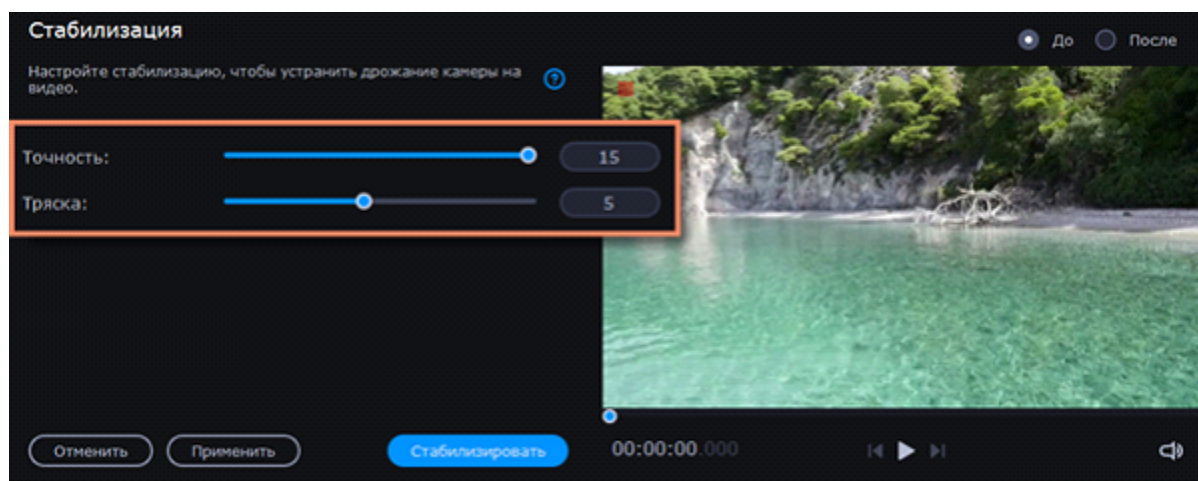 Стабилизация
До
После
Настройте стабилизацию, чтобы устранить дрожание камеры на
видео.
?
Точность:
15
Тряска:
5
Отменить
Применить
Стабилизировать
00:00:00.000